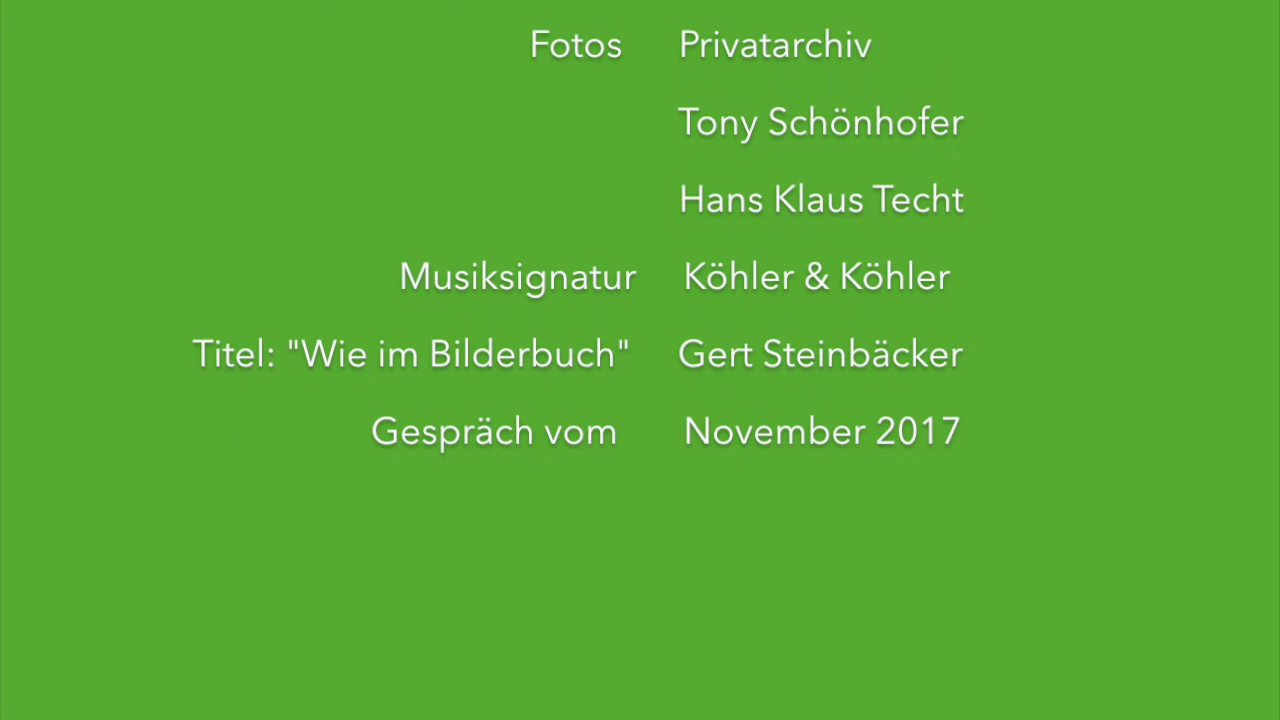 Fotos Privatarchiv
Tony Schönhofer
Hans Klaus Techt
Musiksignatur Köhler & Köhler
Titel: "Wie im Bilderbuch" Gert Steinbäcker
Gespräch vom November 2017